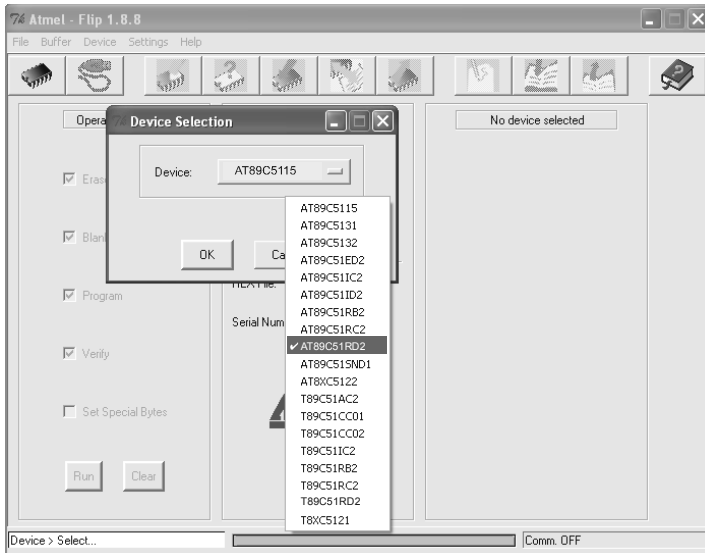 Atmel - Flip 1.8.8
File Buffer Device Settings Help
Device Selection
No device selected
Device: AT89C5115
OK
AT89C5115
AT89C5131
AT89C5132
AT89C51ED2
AT89C51IC2
AT89C51ID2
AT89C51RB2
AT89C51RC2
✔ AT89C51RD2
AT89C51SND1
AT8XC5122
T89C51AC2
T89C51CC01
T89C51CC02
T89C51IC2
T89C51RB2
T89C51RC2
T89C51RD2
T8XC5121
HEX File:
Serial Num
Program
Verify
Set Special Bytes
Run Clear
Device > Select...
Comm. OFF